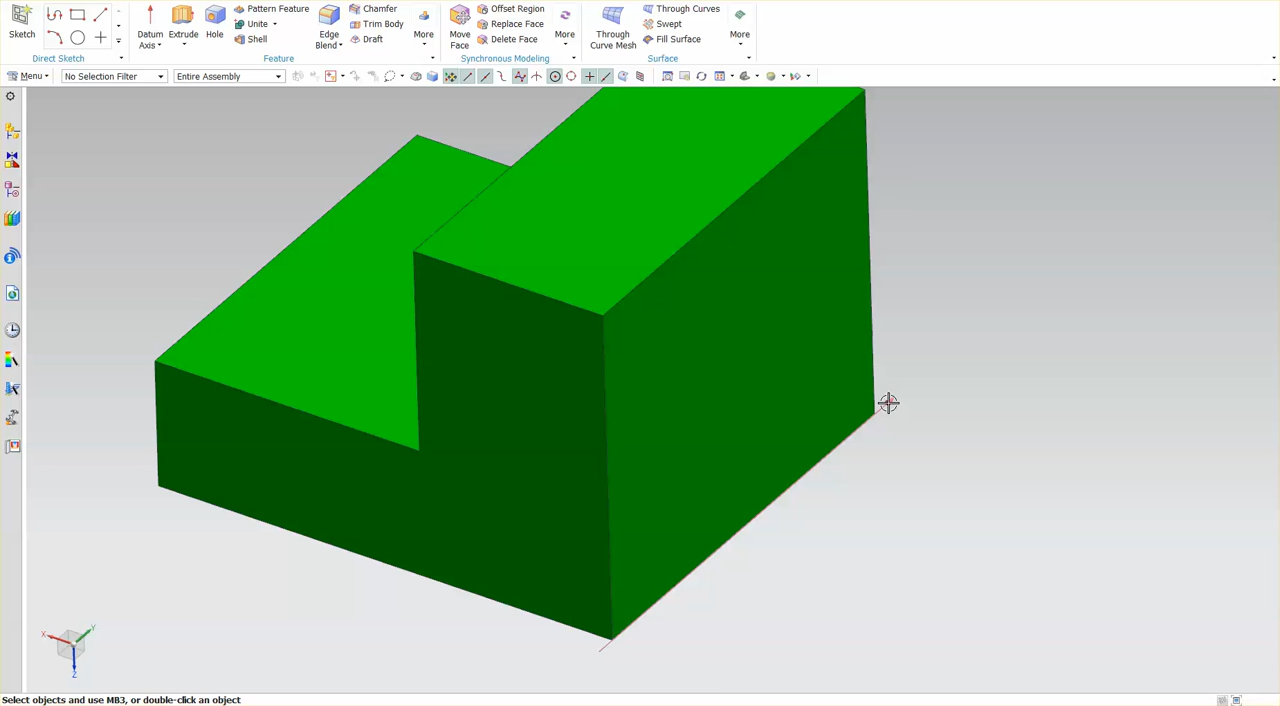 Sketch
Direct Sketch
Datum Axis
Extrude
Hole
Pattern Feature
Unite
Shell
Edge Blend
Chamfer
Trim Body
Draft
More
Feature
Move Face
Offset Region
Replace Face
Delete Face
More
Synchronous Modeling
Through Curve Mesh
Through Curves
Swept
Fill Surface
More
Surface
Menu
No Selection Filter
Entire Assembly
X
Y
Z
Select objects and use MB3, or double-click an object